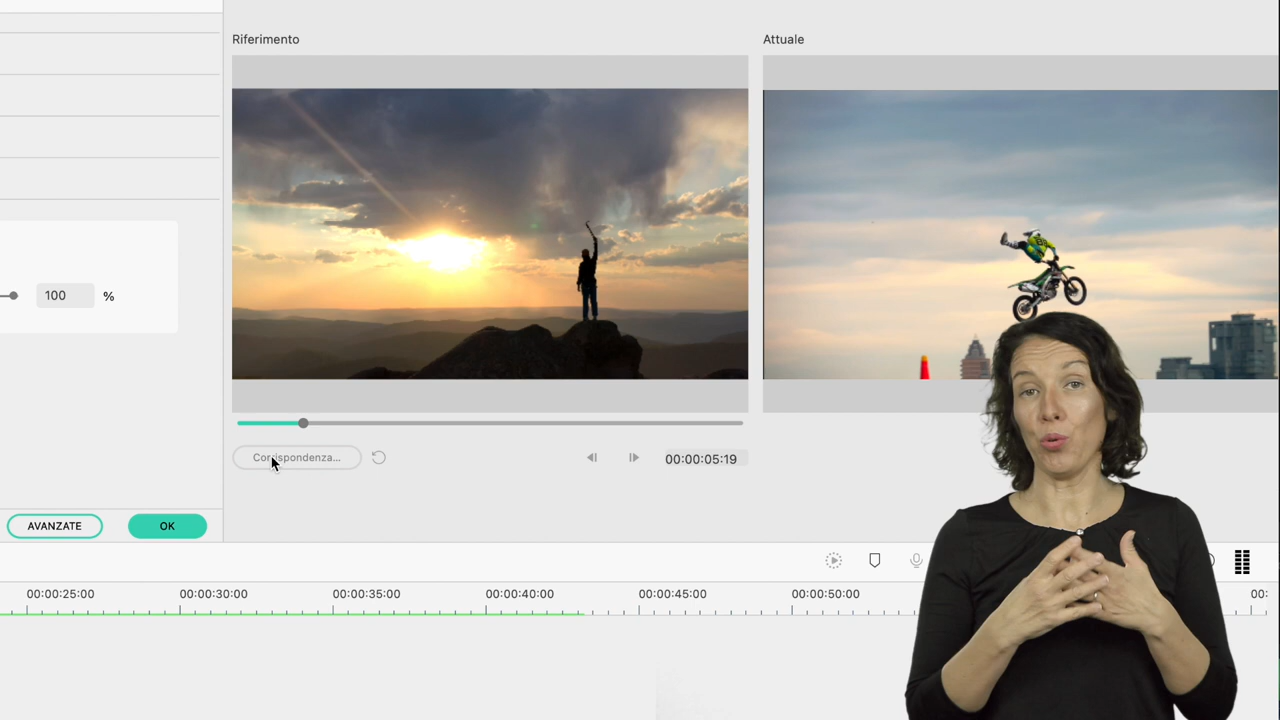 Riferimento
Attuale
100 %
Corrispondenza...
00:00:05:19
AVANZATE
OK
00:00:25:00
00:00:30:00
00:00:35:00
00:00:40:00
00:00:45:00
00:00:50:00
00: